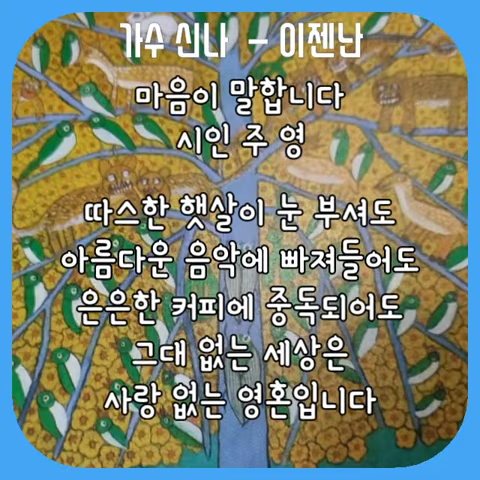 가수 신나 - 이젠난
마음이 말합니다
시인 주 영
따스한 햇살이 눈 부셔도
아름다운 음악에 빠져들어도
은은한 커피에 중독되어도
그대 없는 세상은
사랑 없는 영혼입니다